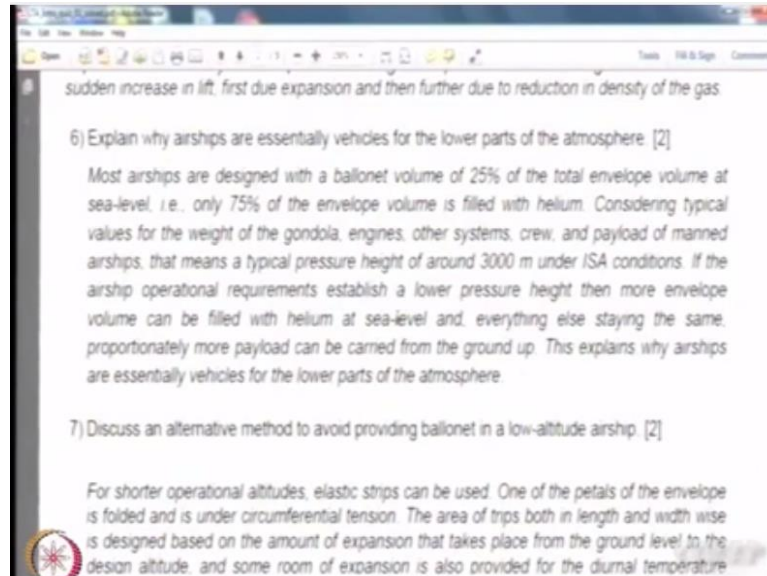 File Edit View Window Help
Open
Tools Fill & Sign Comment
sudden increase in lift, first due expansion and then further due to reduction in density of the gas.
6) Explain why airships are essentially vehicles for the lower parts of the atmosphere. [2]
Most airships are designed with a ballonet volume of 25% of the total envelope volume at
sea-level, i.e., only 75% of the envelope volume is filled with helium. Considering typical
values for the weight of the gondola, engines, other systems, crew, and payload of manned
airships, that means a typical pressure height of around 3000 m under ISA conditions. If the
airship operational requirements establish a lower pressure height then more envelope
volume can be filled with helium at sea-level and, everything else staying the same,
proportionately more payload can be carried from the ground up. This explains why airships
are essentially vehicles for the lower parts of the atmosphere.
7) Discuss an alternative method to avoid providing ballonet in a low-altitude airship. [2]
For shorter operational altitudes, elastic strips can be used. One of the petals of the envelope
is folded and is under circumferential tension. The area of trips both in length and width wise
is designed based on the amount of expansion that takes place from the ground level to the
design altitude, and some room of expansion is also provided for the diurnal temperature